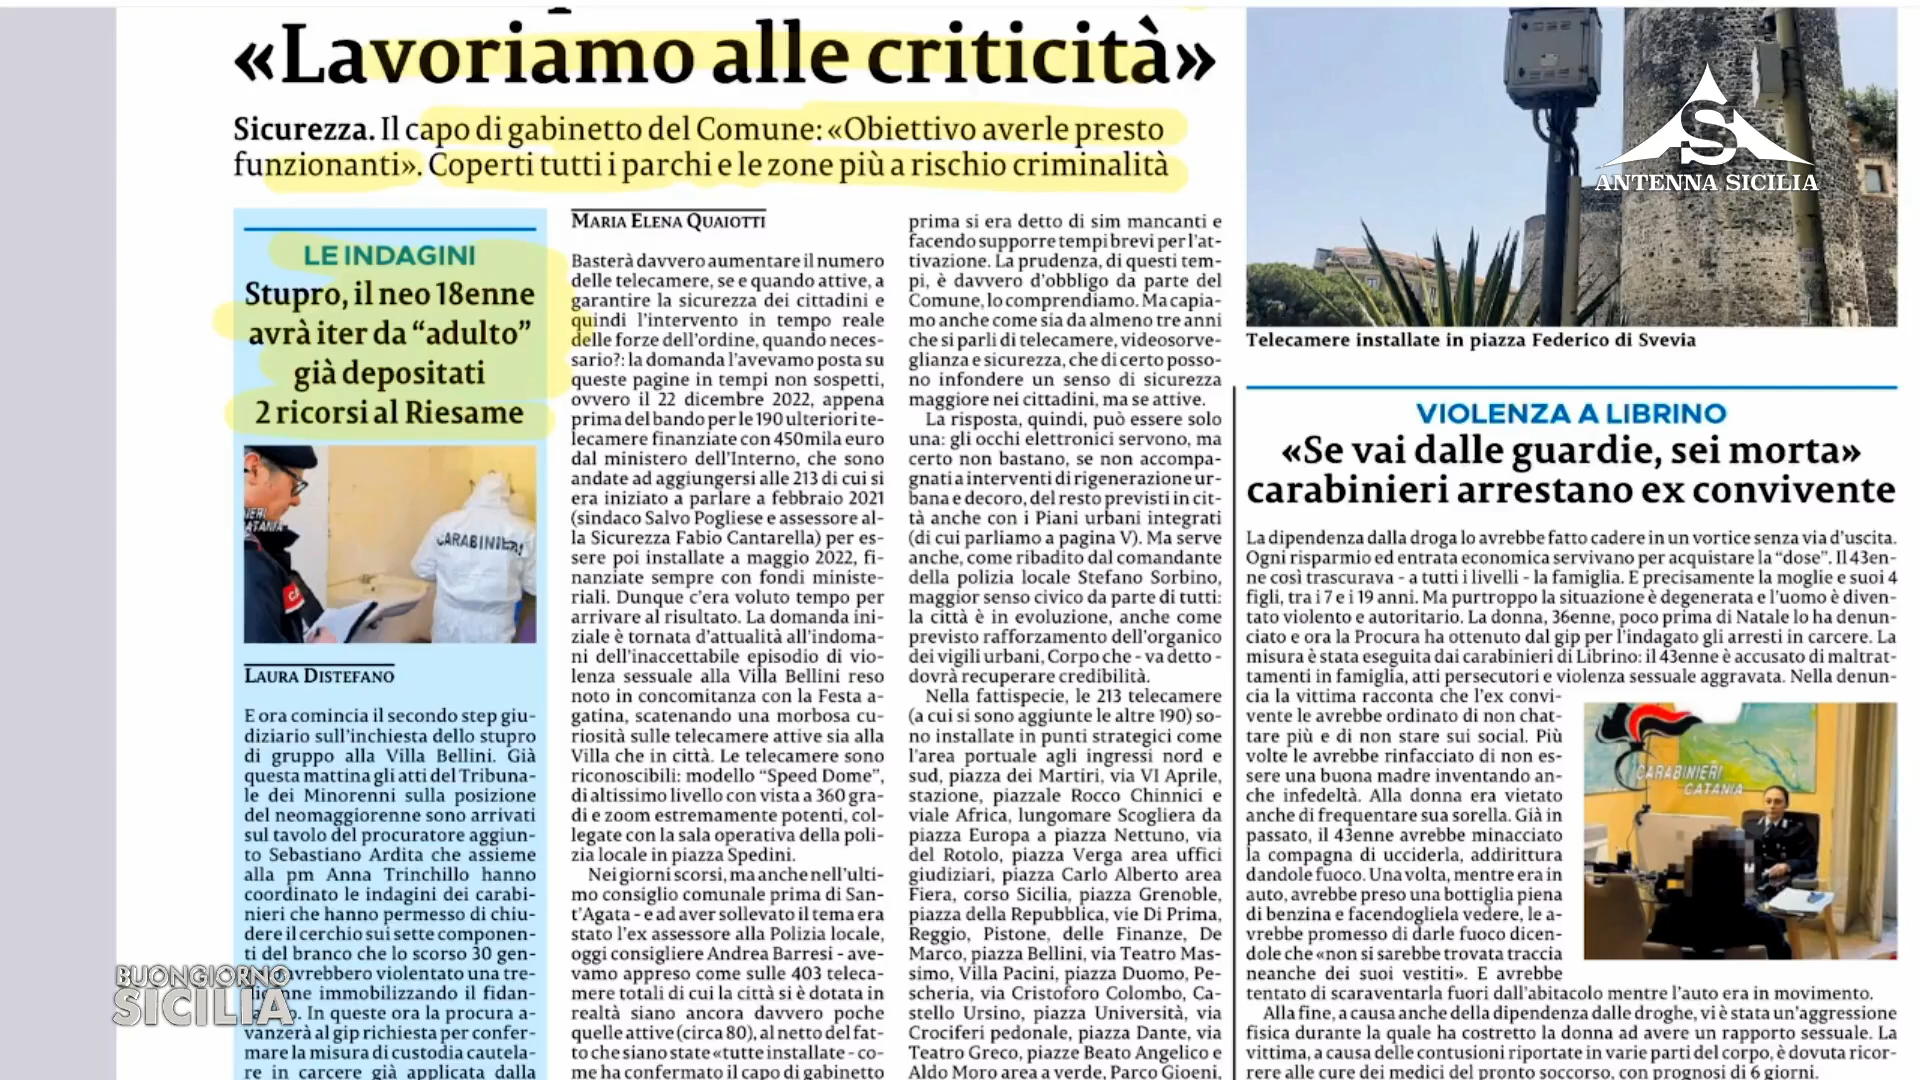 «Lavoriamo alle criticità»
Sicurezza. Il capo di gabinetto del Comune: «Obiettivo averle presto
funzionanti». Coperti tutti i parchi e le zone più a rischio criminalità
LE INDAGINI
Stupro, il neo 18enne
avrà iter da “adulto”
già depositati
2 ricorsi al Riesame
CARABINIERI
LAURA DISTEFANO
E ora comincia il secondo step giu-
diziario sull'inchiesta dello stupro
di gruppo alla Villa Bellini. Già
questa mattina gli atti del Tribuna-
le dei Minorenni sulla posizione
del neomaggiorenne sono arrivati
sul tavolo del procuratore aggiun-
to Sebastiano Ardita che assieme
alla pm Anna Trinchillo hanno
coordinato le indagini dei carabi-
nieri che hanno permesso di chiu-
dere il cerchio sui sette componen-
ti del branco che lo scorso 30 gen-
avrebbero violentato una tre-
immobilizzando il fidan-
In queste ora la procura a-
vanzerà al gip richiesta per confer-
mare la misura di custodia cautela-
re in carcere già applicata dalla
MARIA ELENA QUAIOTTI
Basterà davvero aumentare il numero
delle telecamere, se e quando attive, a
garantire la sicurezza dei cittadini e
quindi l'intervento in tempo reale
delle forze dell'ordine, quando neces-
sario?: la domanda l'avevamo posta su
queste pagine in tempi non sospetti,
ovvero il 22 dicembre 2022, appena
prima del bando per le 190 ulteriori te-
lecamere finanziate con 450mila euro
dal ministero dell'Interno, che sono
andate ad aggiungersi alle 213 di cui si
era iniziato a parlare a febbraio 2021
(sindaco Salvo Pogliese e assessore al-
la Sicurezza Fabio Cantarella) per es-
sere poi installate a maggio 2022, fi-
nanziate sempre con fondi ministe-
riali. Dunque c'era voluto tempo per
arrivare al risultato. La domanda ini-
ziale è tornata d'attualità all'indoma-
ni dell'inaccettabile episodio di vio-
lenza sessuale alla Villa Bellini reso
noto in concomitanza con la Festa a-
gatina, scatenando una morbosa cu-
riosità sulle telecamere attive sia alla
Villa che in città. Le telecamere sono
riconoscibili: modello “Speed Dome”,
di altissimo livello con vista a 360 gra-
di e zoom estremamente potenti, col-
legate con la sala operativa della poli-
zia locale in piazza Spedini.
Nei giorni scorsi, ma anche nell'ulti-
mo consiglio comunale prima di San-
t'Agata - e ad aver sollevato il tema era
stato l'ex assessore alla Polizia locale,
oggi consigliere Andrea Barresi - ave-
vamo appreso come sulle 403 teleca-
mere totali di cui la città si è dotata in
realtà siano ancora davvero poche
quelle attive (circa 80), al netto del fat-
to che siano state «tutte installate - co-
me ha confermato il capo di gabinetto
prima si era detto di sim mancanti e
facendo supporre tempi brevi per l'at-
tivazione. La prudenza, di questi tem-
pi, è davvero d'obbligo da parte del
Comune, lo comprendiamo. Ma capia-
mo anche come sia da almeno tre anni
che si parli di telecamere, videosorve-
glianza e sicurezza, che di certo posso-
no infondere un senso di sicurezza
maggiore nei cittadini, ma se attive.
La risposta, quindi, può essere solo
una: gli occhi elettronici servono, ma
certo non bastano, se non accompa-
gnati a interventi di rigenerazione ur-
bana e decoro, del resto previsti in cit-
tà anche con i Piani urbani integrati
(di cui parliamo a pagina V). Ma serve
anche, come ribadito dal comandante
della polizia locale Stefano Sorbino,
maggior senso civico da parte di tutti:
la città è in evoluzione, anche come
previsto rafforzamento dell'organico
dei vigili urbani, Corpo che - va detto -
dovrà recuperare credibilità.
Nella fattispecie, le 213 telecamere
(a cui si sono aggiunte le altre 190) so-
no installate in punti strategici come
l'area portuale agli ingressi nord e
sud, piazza dei Martiri, via VI Aprile,
stazione, piazzale Rocco Chinnici e
viale Africa, lungomare Scogliera da
piazza Europa a piazza Nettuno, via
del Rotolo, piazza Verga area uffici
giudiziari, piazza Carlo Alberto area
Fiera, corso Sicilia, piazza Grenoble,
piazza della Repubblica, vie Di Prima,
Reggio, Pistone, delle Finanze, De
Marco, piazza Bellini, via Teatro Mas-
simo, Villa Pacini, piazza Duomo, Pe-
scheria, via Cristoforo Colombo, Ca-
stello Ursino, piazza Università, via
Crociferi pedonale, piazza Dante, via
Teatro Greco, piazze Beato Angelico e
Aldo Moro area a verde, Parco Gioeni,
ANTENNA SICILIA
Telecamere installate in piazza Federico di Svevia
VIOLENZA A LIBRINO
«Se vai dalle guardie, sei morta»
carabinieri arrestano ex convivente
La dipendenza dalla droga lo avrebbe fatto cadere in un vortice senza via d'uscita.
Ogni risparmio ed entrata economica servivano per acquistare la “dose”. Il 43en-
ne così trascurava - a tutti i livelli - la famiglia. E precisamente la moglie e suoi 4
figli, tra i 7 e i 19 anni. Ma purtroppo la situazione è degenerata e l'uomo è diven-
tato violento e autoritario. La donna, 36enne, poco prima di Natale lo ha denun-
ciato e ora la Procura ha ottenuto dal gip per l'indagato gli arresti in carcere. La
misura è stata eseguita dai carabinieri di Librino: il 43enne è accusato di maltrat-
tamenti in famiglia, atti persecutori e violenza sessuale aggravata. Nella denun-
cia la vittima racconta che l'ex convi-
vente le avrebbe ordinato di non chat-
tare più e di non stare sui social. Più
volte le avrebbe rinfacciato di non es-
sere una buona madre inventando an-
che infedeltà. Alla donna era vietato
anche di frequentare sua sorella. Già in
passato, il 43enne avrebbe minacciato
la compagna di ucciderla, addirittura
dandole fuoco. Una volta, mentre era in
auto, avrebbe preso una bottiglia piena
di benzina e facendogliela vedere, le a-
vrebbe promesso di darle fuoco dicen-
dole che «non si sarebbe trovata traccia
neanche dei suoi vestiti». E avrebbe
tentato di scaraventarla fuori dall'abitacolo mentre l'auto era in movimento.
Alla fine, a causa anche della dipendenza dalle droghe, vi è stata un'aggressione
fisica durante la quale ha costretto la donna ad avere un rapporto sessuale. La
vittima, a causa delle contusioni riportate in varie parti del corpo, è dovuta ricor-
rere alle cure dei medici del pronto soccorso, con prognosi di 6 giorni.
CARABINIERI
CATANIA
BUONGIORNO
SICILIA